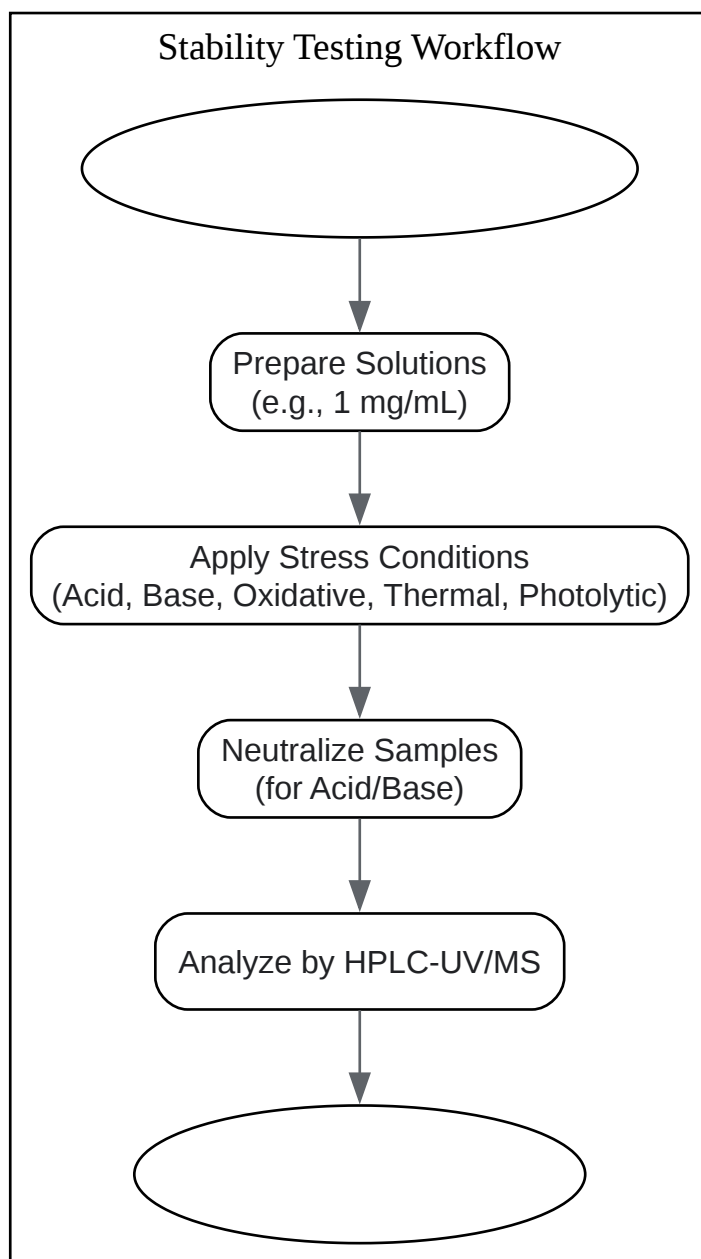 Stability Testing Workflow
Prepare Solutions
(e.g., 1 mg/mL)
Apply Stress Conditions
(Acid, Base, Oxidative, Thermal, Photolytic)
Neutralize Samples
(for Acid/Base)
Analyze by HPLC-UV/MS